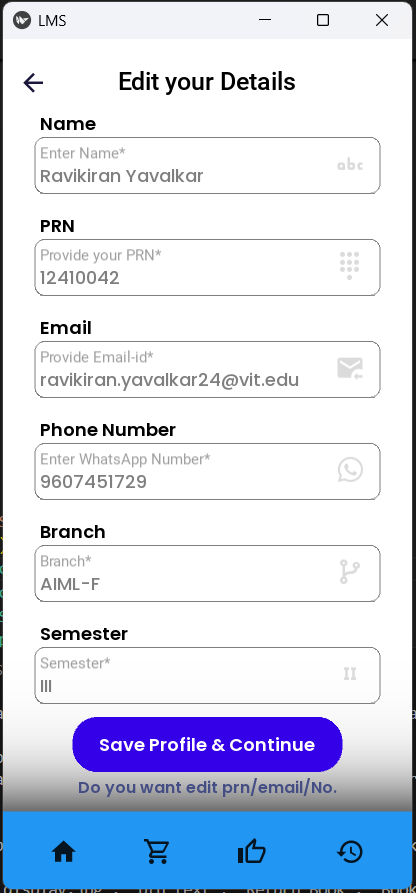 LMS
Edit your Details
Name
Enter Name*
Ravikiran Yavalkar
abc
PRN
Provide your PRN*
12410042
Email
Provide Email-id*
ravikiran.yavalkar24@vit.edu
Phone Number
Enter WhatsApp Number*
9607451729
Branch
Branch*
AIML-F
Semester
Semester*
III
II
Save Profile & Continue
Do you want edit prn/email/No.